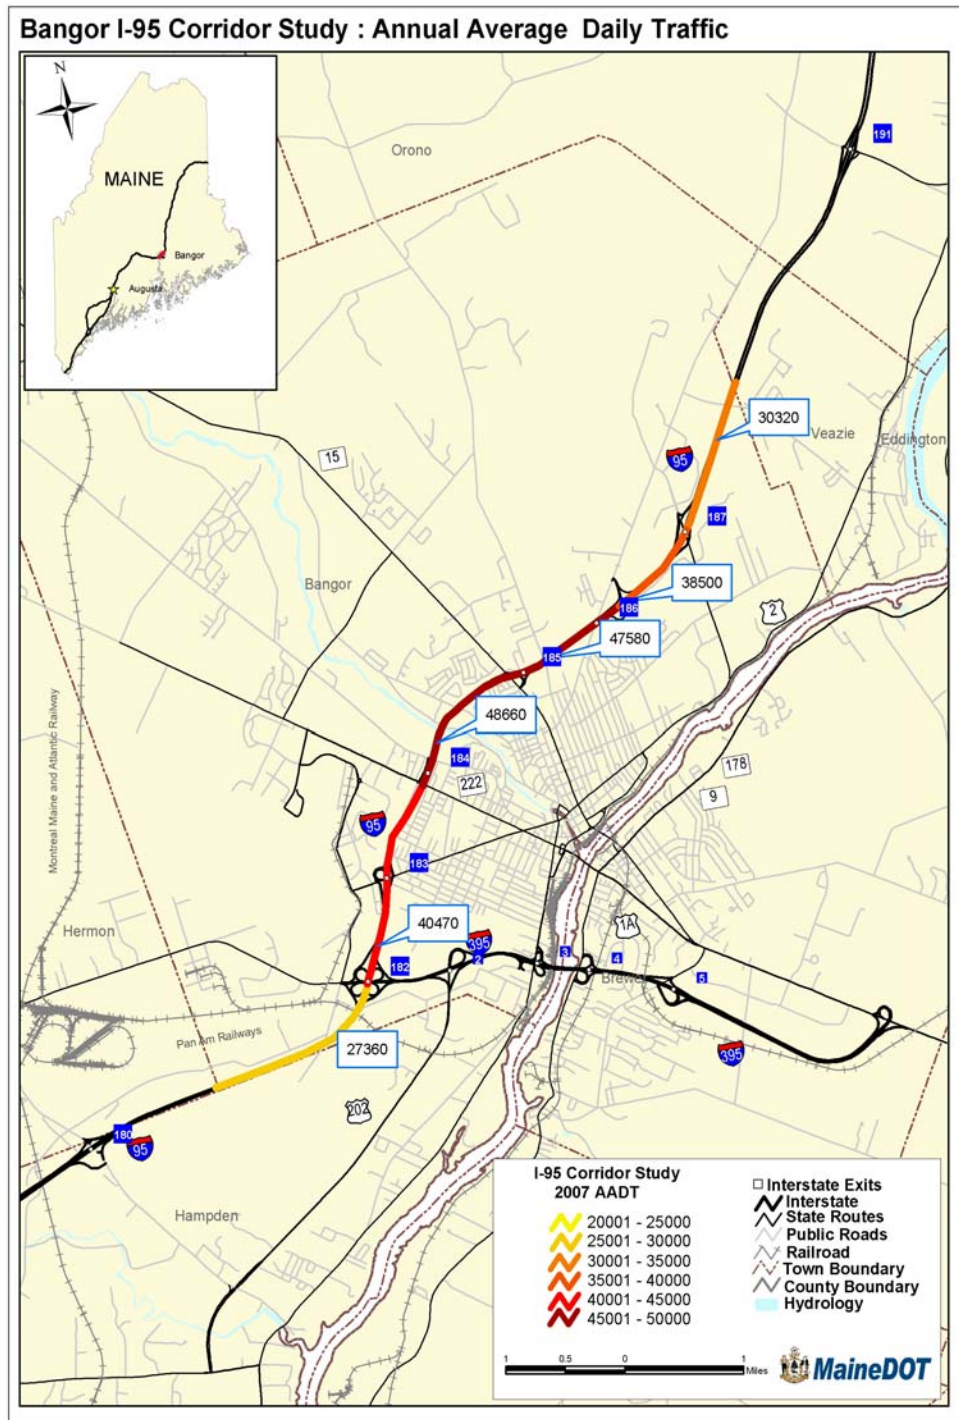 Bangor I-95 Corridor Study : Annual Average Daily Traffic
N
MAINE
Bangor
Augusta
Orono
191
30320
Veazie
Eddington
15
95
187
Bangor
38500
186
2
47580
185
48660
184
222
178
9
Montreal Maine and Atlantic Railway
95
183
40470
1A
Hermon
395
182
2
3
4
Brewer
5
Pan Am Railways
27360
395
202
180
95
Hampden
I-95 Corridor Study
2007 AADT
20001 - 25000
25001 - 30000
30001 - 35000
35001 - 40000
40001 - 45000
45001 - 50000
Interstate Exits
Interstate
State Routes
Public Roads
Railroad
Town Boundary
County Boundary
Hydrology
1 0.5 0 1
Miles
MaineDOT